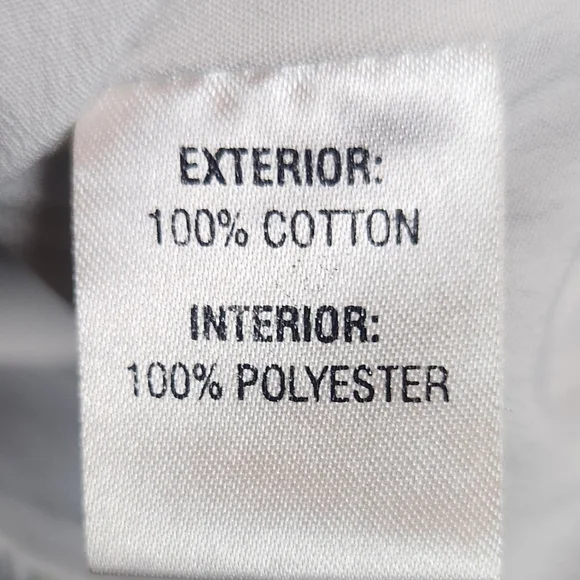 EXTERIOR:
100% COTTON
INTERIOR:
100% POLYESTER